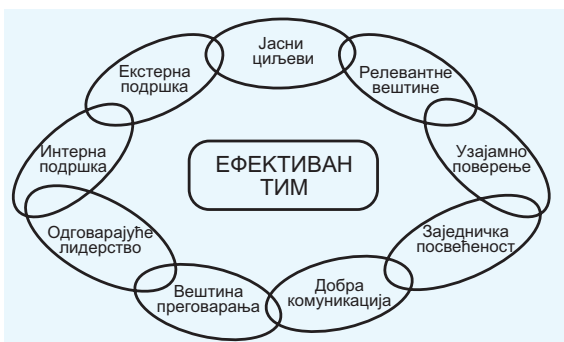 Јасни
циљеви
Релевантне
вештине
Узајамно
поверење
Заједничка
посвећеност
Добра
комуникација
Вештина
преговарања
Одговарајуће
лидерство
Интерна
подршка
Екстерна
подршка
ЕФЕКТИВАН
ТИМ